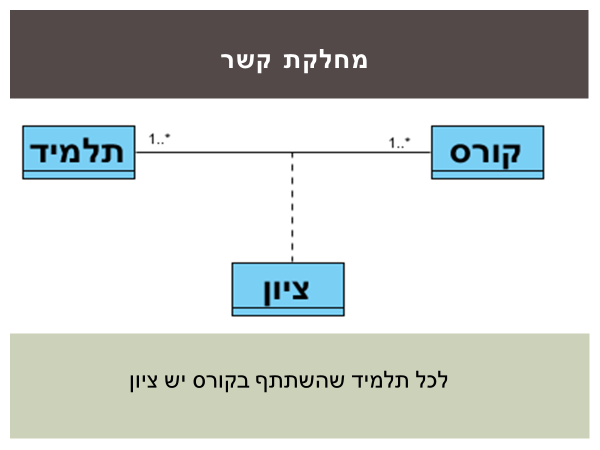 מחלקת קשר
תלמיד
1..*
1..*
קורס
ציון
לכל תלמיד שהשתתף בקורס יש ציון